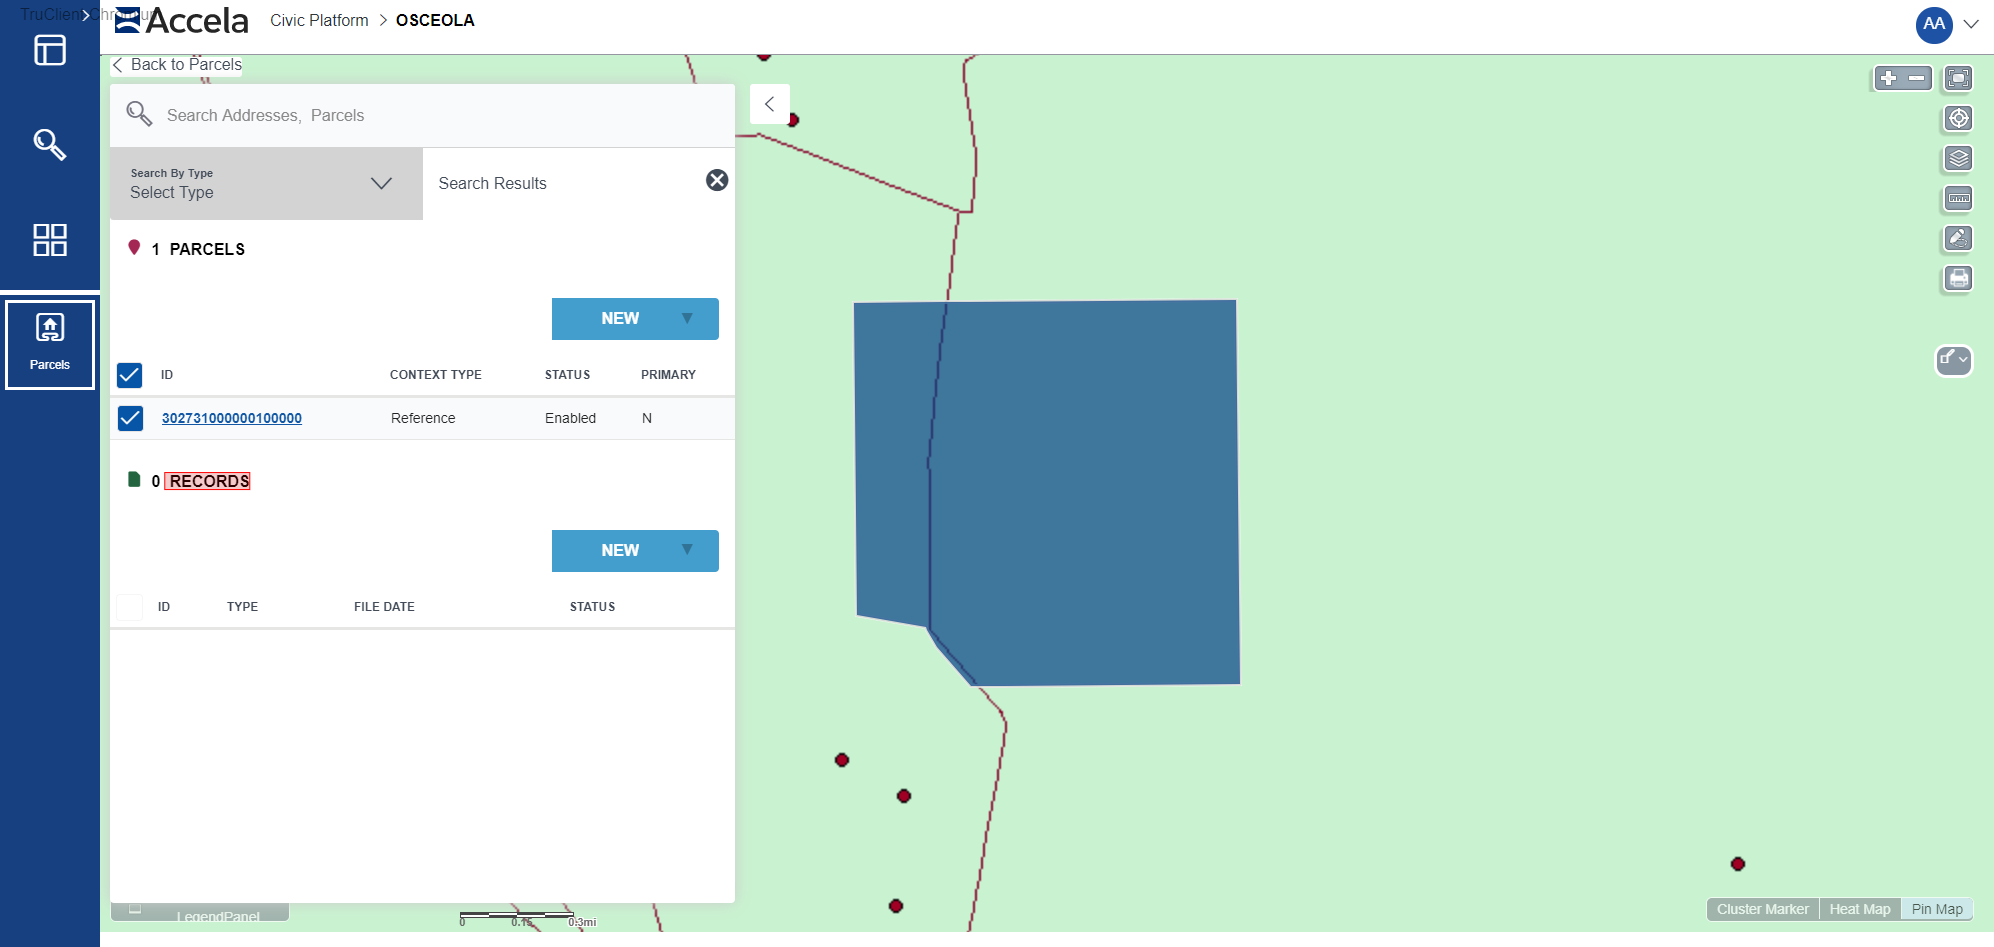 TruClient Chromium
Accela
Civic Platform > OSCEOLA
AA
Back to Parcels
Search Addresses, Parcels
Search By Type
Select Type
Search Results
1 PARCELS
NEW
ID CONTEXT TYPE STATUS PRIMARY
302731000000100000 Reference Enabled N
0 RECORDS
NEW
ID TYPE FILE DATE STATUS
Parcels
LegendPanel
0 0.15 0.3mi
Cluster Marker Heat Map Pin Map